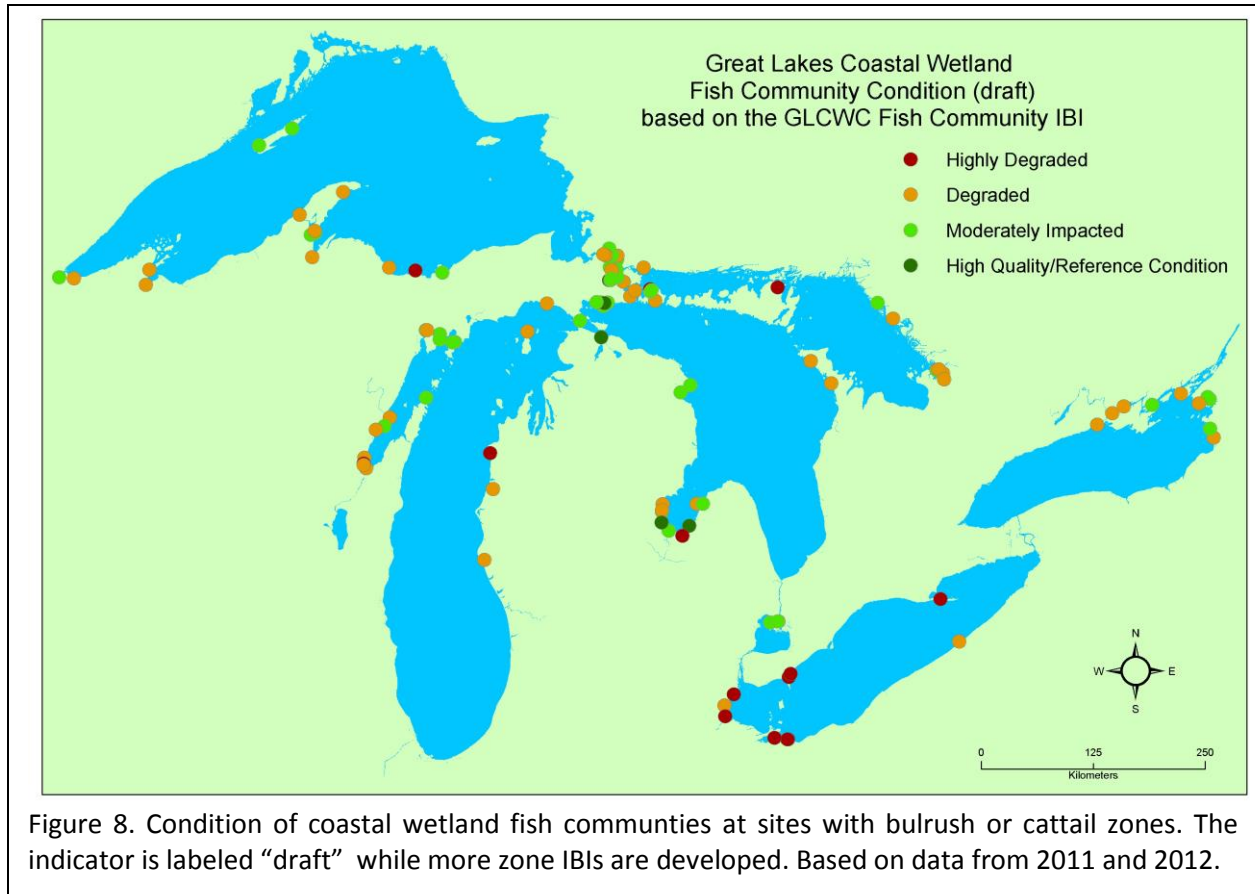 Great Lakes Coastal Wetland
Fish Community Condition (draft)
based on the GLCWC Fish Community IBI
Highly Degraded
Degraded
Moderately Impacted
High Quality/Reference Condition
N
W E
S
0 125 250
Kilometers
Figure 8. Condition of coastal wetland fish communties at sites with bulrush or cattail zones. The
indicator is labeled “draft” while more zone IBIs are developed. Based on data from 2011 and 2012.